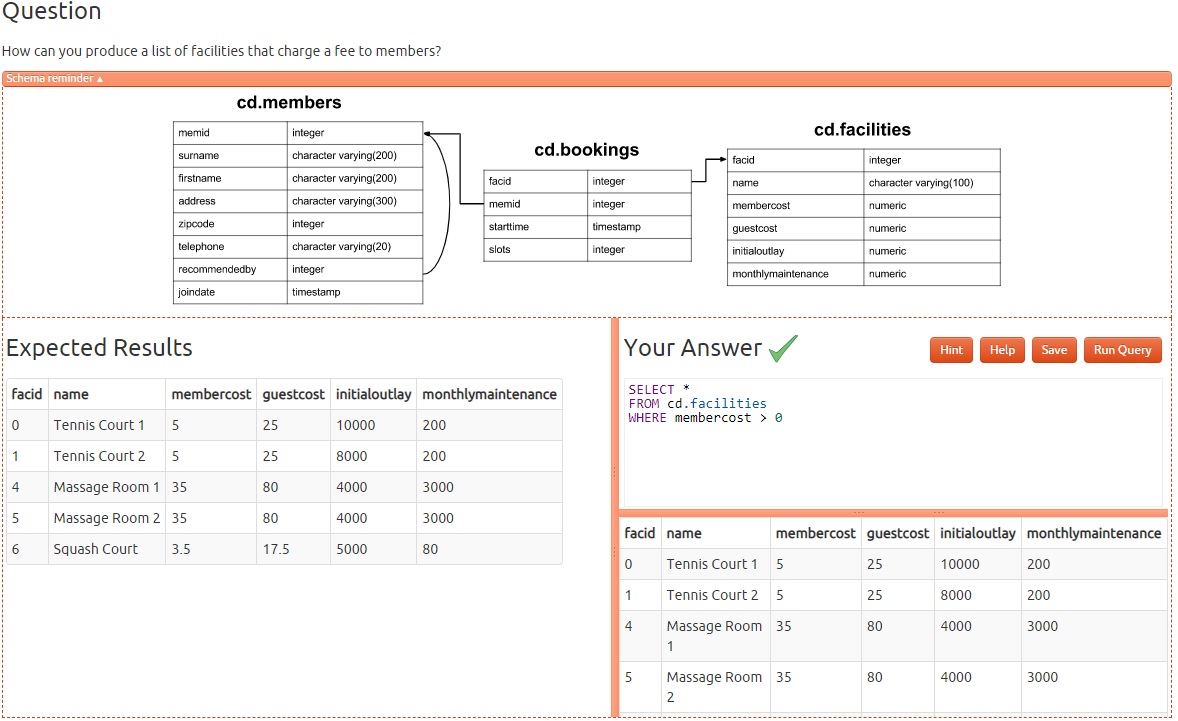 Question
How can you produce a list of facilities that charge a fee to members?
Schema reminder ▲
cd.members
memid integer
surname character varying(200)
firstname character varying(200)
address character varying(300)
zipcode integer
telephone character varying(20)
recommendedby integer
joindate timestamp
cd.bookings
facid integer
memid integer
starttime timestamp
slots integer
cd.facilities
facid integer
name character varying(100)
membercost numeric
guestcost numeric
initialoutlay numeric
monthlymaintenance numeric
Expected Results
facid name membercost guestcost initialoutlay monthlymaintenance
0 Tennis Court 1 5 25 10000 200
1 Tennis Court 2 5 25 8000 200
4 Massage Room 1 35 80 4000 3000
5 Massage Room 2 35 80 4000 3000
6 Squash Court 3.5 17.5 5000 80
Your Answer
Hint Help Save Run Query
SELECT *
FROM cd.facilities
WHERE membercost > 0
facid name membercost guestcost initialoutlay monthlymaintenance
0 Tennis Court 1 5 25 10000 200
1 Tennis Court 2 5 25 8000 200
4 Massage Room 35 80 4000 3000
1
5 Massage Room 35 80 4000 3000
2